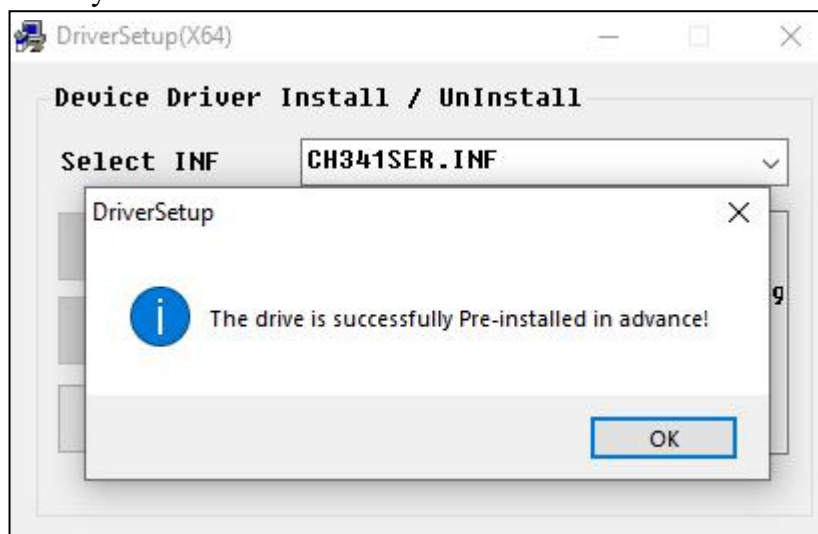 DriverSetup(X64)
Device Driver Install / UnInstall
Select INF
CH341SER.INF
DriverSetup
The drive is successfully Pre-installed in advance!
OK